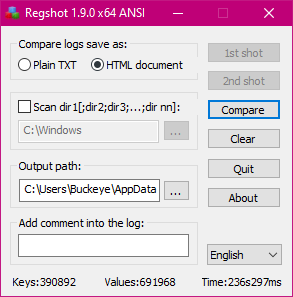 Regshot 1.9.0 x64 ANSI
Compare logs save as:
Plain TXT
HTML document
1st shot
2nd shot
Scan dir1[;dir2;dir3;...;dir nn]:
Compare
C:\Windows
...
Clear
Output path:
Quit
C:\Users\Buckeye\AppData
...
About
Add comment into the log:
English
Keys:390892
Values:691968
Time:236s297ms